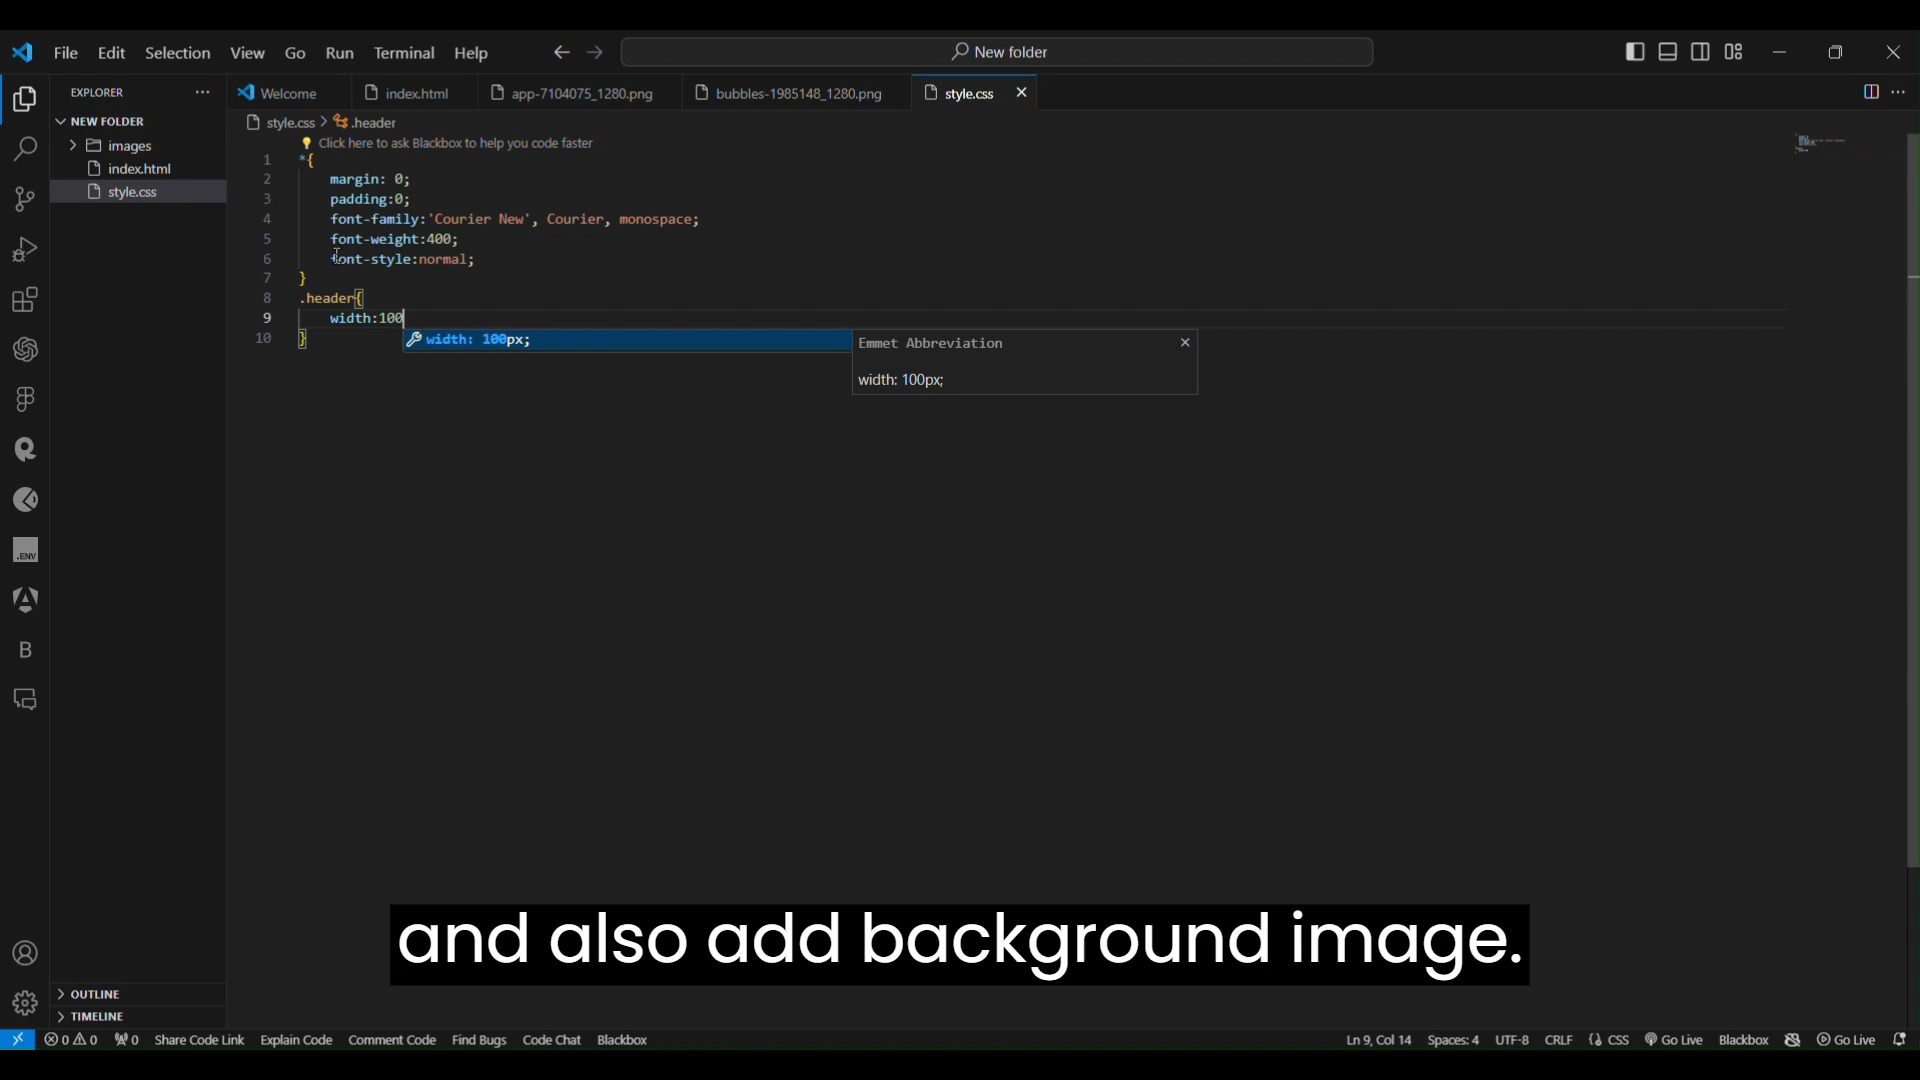 File Edit Selection View Go Run Terminal Help
New folder
EXPLORER
Welcome
index.html
app-7104075_1280.png
bubbles-1985148_1280.png
style.css
NEW FOLDER
images
index.html
style.css
style.css > .header
Click here to ask Blackbox to help you code faster
1 *{
2 margin: 0;
3 padding:0;
4 font-family:'Courier New', Courier, monospace;
5 font-weight:400;
6 font-style:normal;
7 }
8 .header{
9 width:100
10 }
width: 100px;
Emmet Abbreviation
width: 100px;
.ENV
B
and also add background image.
OUTLINE
TIMELINE
0 0 0 Share Code Link Explain Code Comment Code Find Bugs Code Chat Blackbox
Ln 9, Col 14 Spaces: 4 UTF-8 CRLF {} CSS Go Live Blackbox Go Live